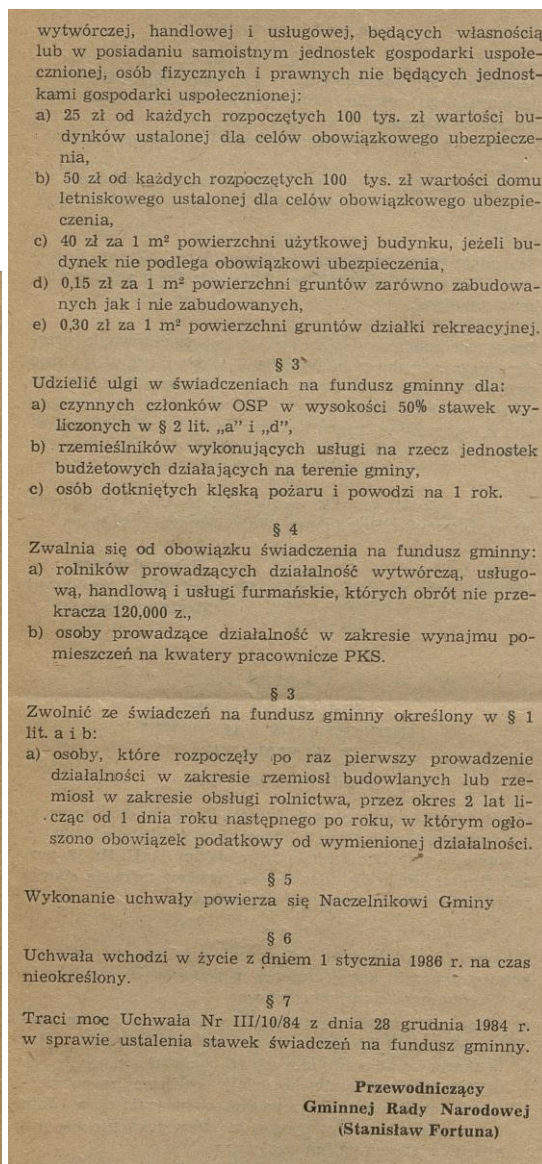 wytwórczej, handlowej i usługowej, będących własnością
lub w posiadaniu samoistnym jednostek gospodarki uspołe-
cznionej, osób fizycznych i prawnych nie będących jednost-
kami gospodarki uspołecznionej:
a) 25 zł od każdych rozpoczętych 100 tys. zł wartości bu-
dynków ustalonej dla celów obowiązkowego ubezpiecze-
nia,
b) 50 zł od każdych rozpoczętych 100 tys. zł wartości domu
letniskowego ustalonej dla celów obowiązkowego ubezpie-
czenia,
c) 40 zł za 1 m² powierzchni użytkowej budynku, jeżeli bu-
dynek nie podlega obowiązkowi ubezpieczenia,
d) 0,15 zł za 1 m² powierzchni gruntów zarówno zabudowa-
nych jak i nie zabudowanych,
e) 0,30 zł za 1 m² powierzchni gruntów działki rekreacyjnej.
§ 3
Udzielić ulgi w świadczeniach na fundusz gminny dla:
a) czynnych członków OSP w wysokości 50% stawek wy-
liczonych w § 2 lit. „a” i „d”,
b) rzemieślników wykonujących usługi na rzecz jednostek
budżetowych działających na terenie gminy,
c) osób dotkniętych klęską pożaru i powodzi na 1 rok.
§ 4
Zwalnia się od obowiązku świadczenia na fundusz gminny:
a) rolników prowadzących działalność wytwórczą, usługo-
wą, handlową i usługi furmańskie, których obrót nie prze-
kracza 120,000 z.,
b) osoby prowadzące działalność w zakresie wynajmu po-
mieszczeń na kwatery pracownicze PKS.
§ 3
Zwolnić ze świadczeń na fundusz gminny określony w § 1
lit. a i b:
a) osoby, które rozpoczęły po raz pierwszy prowadzenie
działalności w zakresie rzemiosł budowlanych lub rze-
miosł w zakresie obsługi rolnictwa, przez okres 2 lat li-
cząc od 1 dnia roku następnego po roku, w którym ogło-
szono obowiązek podatkowy od wymienionej działalności.
§ 5
Wykonanie uchwały powierza się Naczelnikowi Gminy
§ 6
Uchwała wchodzi w życie z dniem 1 stycznia 1986 r. na czas
nieokreślony.
§ 7
Traci moc Uchwała Nr III/10/84 z dnia 28 grudnia 1984 r.
w sprawie ustalenia stawek świadczeń na fundusz gminny.
Przewodniczący
Gminnej Rady Narodowej
(Stanisław Fortuna)